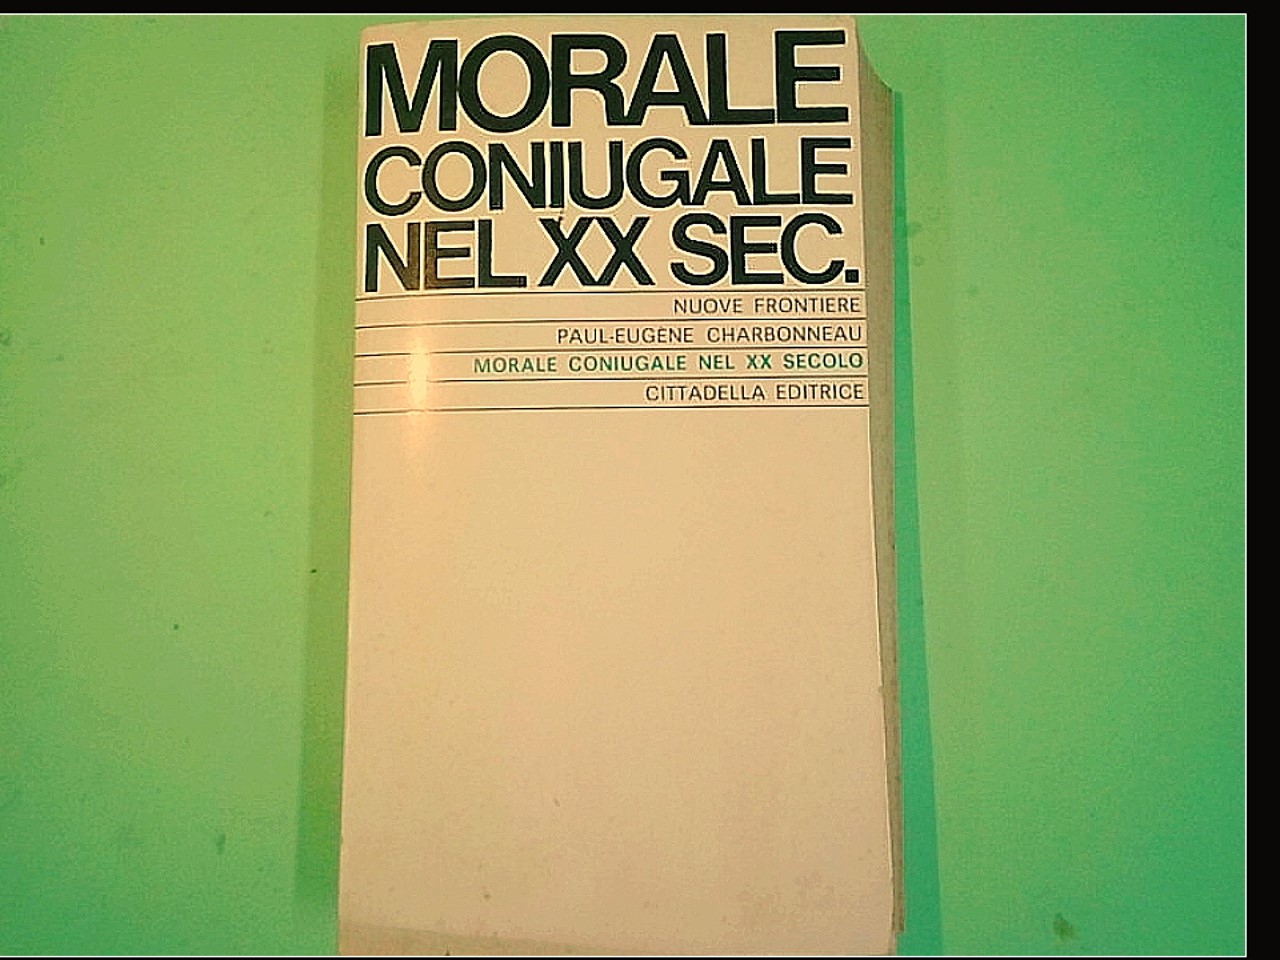 MORALE
CONIUGALE
NEL XX SEC.
NUOVE FRONTIERE
PAUL-EUGÈNE CHARBONNEAU
MORALE CONIUGALE NEL XX SECOLO
CITTADELLA EDITRICE